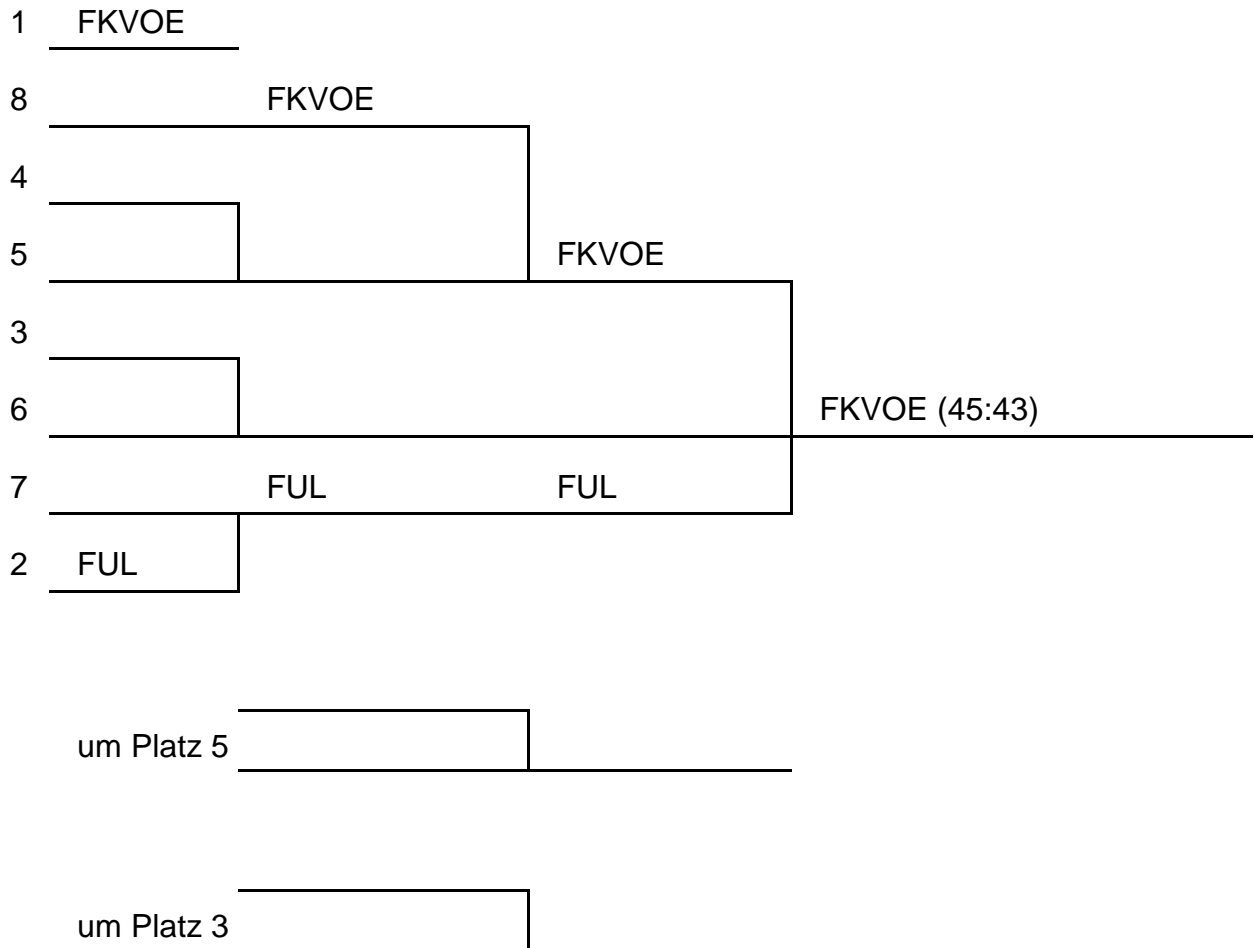 1 FKVOE
8 FKVOE
4
5 FKVOE
3
6 FKVOE (45:43)
7 FUL FUL
2 FUL
um Platz 5
um Platz 3